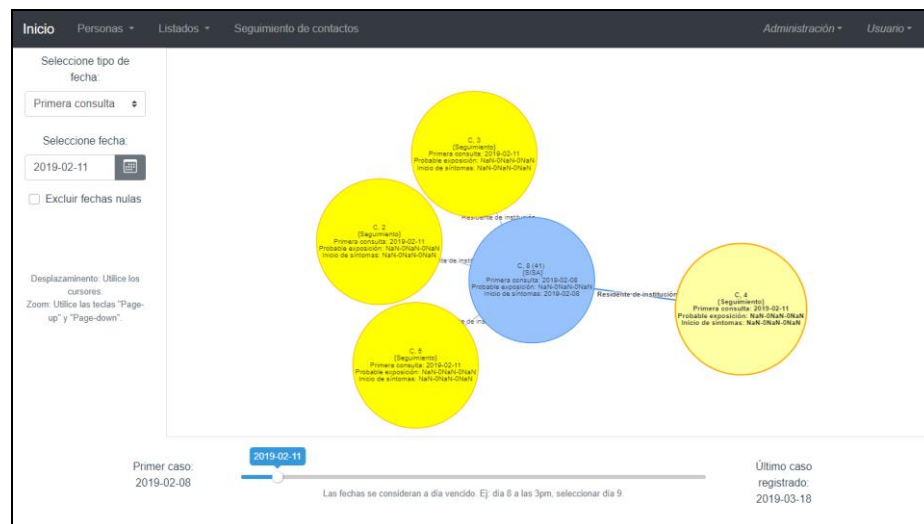 Inicio Personas Listados Seguimiento de contactos Administración Usuario
Seleccione tipo de
fecha:
Primera consulta
Seleccione fecha:
2019-02-11
Excluir fechas nulas
Desplazaminento: Utilice los
cursores.
Zoom: Utilice las teclas "Page-
up" y "Page-down".
C, 3
{Seguimiento}
Primera consulta: 2019-02-11
Probable exposición: NaN-0NaN-0NaN
Inicio de síntomas: NaN-0NaN-0NaN
Residente de institución
C, 2
{Seguimiento}
Primera consulta: 2019-02-11
Probable exposición: NaN-0NaN-0NaN
Inicio de síntomas: NaN-0NaN-0NaN
C, 8 (41)
{SISA}
Primera consulta: 2019-02-08
Probable exposición: NaN-0NaN-0NaN
Inicio de síntomas: 2019-02-08
Residente de institución
C, 4
{Seguimiento}
Primera consulta: 2019-02-11
Probable exposición: NaN-0NaN-0NaN
Inicio de síntomas: NaN-0NaN-0NaN
C, 5
{Seguimiento}
Primera consulta: 2019-02-11
Probable exposición: NaN-0NaN-0NaN
Inicio de síntomas: NaN-0NaN-0NaN
Primer caso:
2019-02-08
2019-02-11
Las fechas se consideran a día vencido. Ej: día 8 a las 3pm, seleccionar día 9.
Último caso
registrado:
2019-03-18